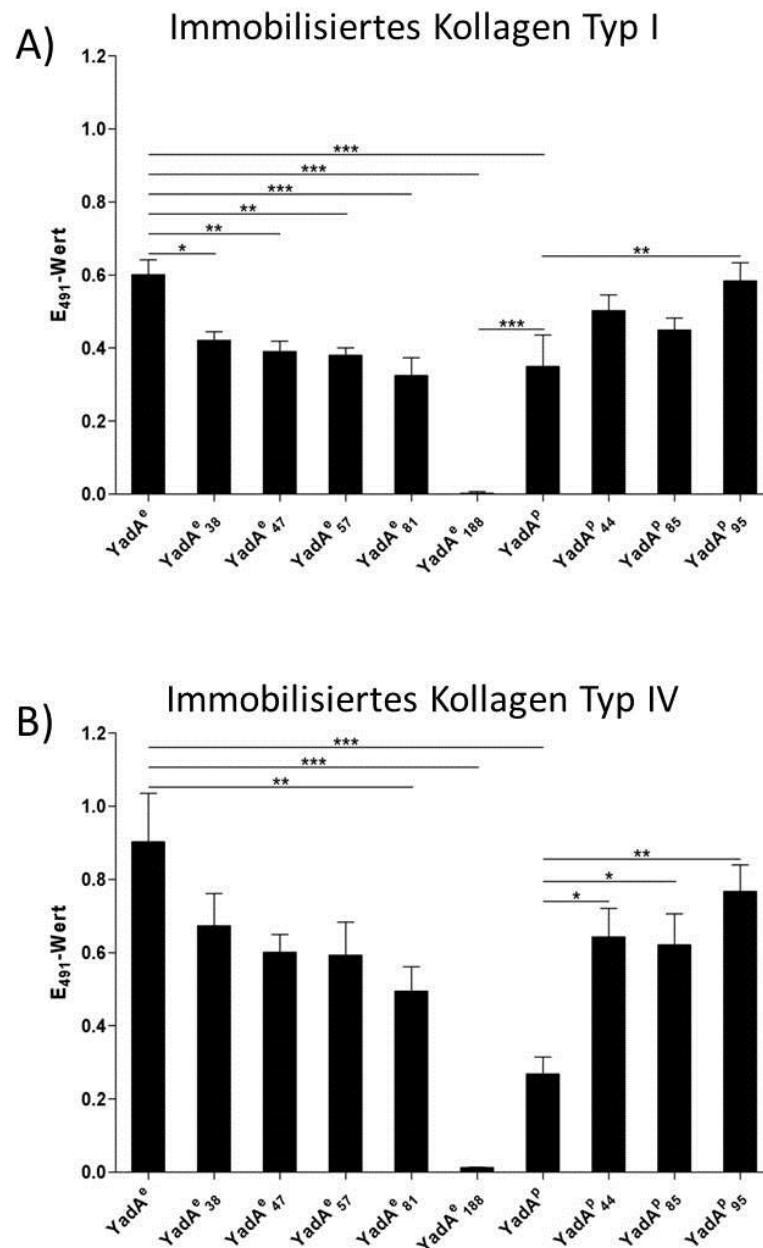 A)
Immobilisiertes Kollagen Typ I
1.2
1.0
0.8
0.6
0.4
0.2
0.0
E491-Wert
***
***
***
**
**
*
**
***
YadAe
YadAe 38
YadAe 47
YadAe 57
YadAe 81
YadAe 188
YadAp
YadAp 44
YadAp 85
YadAp 95
B)
Immobilisiertes Kollagen Typ IV
1.2
1.0
0.8
0.6
0.4
0.2
0.0
E491-Wert
***
***
**
**
*
*
YadAe
YadAe 38
YadAe 47
YadAe 57
YadAe 81
YadAe 188
YadAp
YadAp 44
YadAp 85
YadAp 95